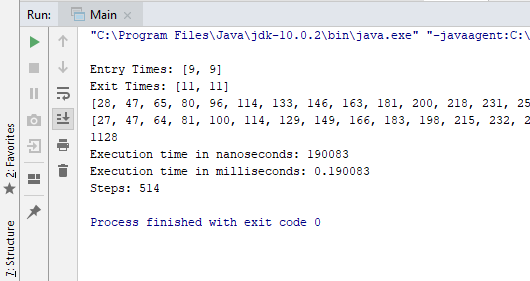 Run: Main ×
"C:\Program Files\Java\jdk-10.0.2\bin\java.exe" "-javaagent:C:\
Entry Times: [9, 9]
Exit Times: [11, 11]
[28, 47, 65, 80, 96, 114, 133, 146, 163, 181, 200, 218, 231, 25
[27, 47, 64, 81, 100, 114, 129, 149, 166, 183, 198, 215, 232, 2
1128
Execution time in nanoseconds: 190083
Execution time in milliseconds: 0.190083
Steps: 514
Process finished with exit code 0
2: Favorites
7: Structure